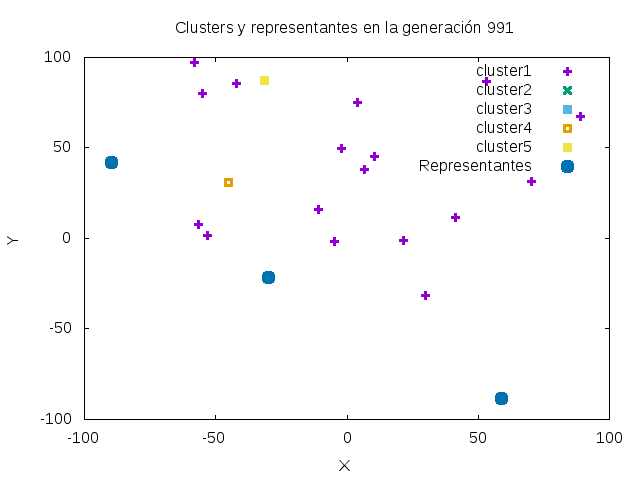 Clusters y representantes en la generación 991
100
50
0
-50
-100
-100
-50
0
50
100
Y
X
cluster1
cluster2
cluster3
cluster4
cluster5
Representantes